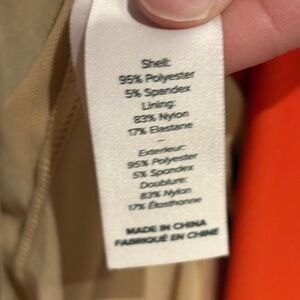 Shell:
95% Polyester
5% Spandex
Lining:
83% Nylon
17% Elastane
–
Exterieur:
95% Polyester
5% Spandex
Doublure:
83% Nylon
17% Élasthanne
MADE IN CHINA
FABRIQUÉ EN CHINE